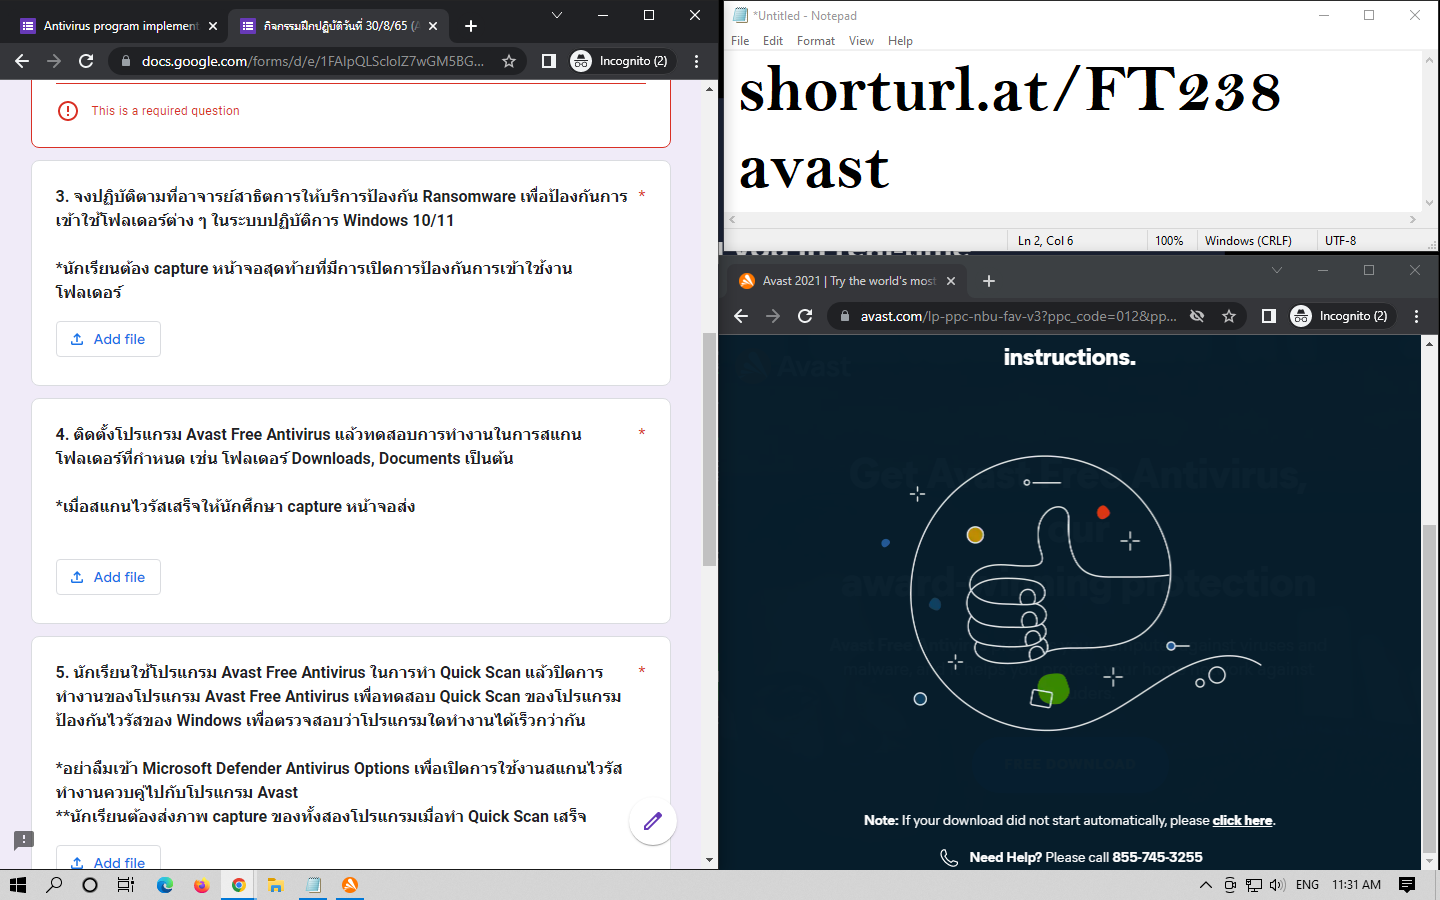 Antivirus program implement
กิจกรรมฝึกปฏิบัติวันที่ 30/8/65 (A
docs.google.com/forms/d/e/1FAIpQLScIoIZ7wGM5BG...
Incognito (2)
This is a required question
3. จงปฏิบัติตามที่อาจารย์สาธิตการให้บริการป้องกัน Ransomware เพื่อป้องกันการ *
เข้าใช้โฟลเดอร์ต่าง ๆ ในระบบปฏิบัติการ Windows 10/11
*นักเรียนต้อง capture หน้าจอสุดท้ายที่มีการเปิดการป้องกันการเข้าใช้งาน
โฟลเดอร์
Add file
4. ติดตั้งโปรแกรม Avast Free Antivirus แล้วทดสอบการทำงานในการสแกน *
โฟลเดอร์ที่กำหนด เช่น โฟลเดอร์ Downloads, Documents เป็นต้น
*เมื่อสแกนไวรัสเสร็จให้นักศึกษา capture หน้าจอส่ง
Add file
5. นักเรียนใช้โปรแกรม Avast Free Antivirus ในการทำ Quick Scan แล้วปิดการ *
ทำงานของโปรแกรม Avast Free Antivirus เพื่อทดสอบ Quick Scan ของโปรแกรม
ป้องกันไวรัสของ Windows เพื่อตรวจสอบว่าโปรแกรมใดทำงานได้เร็วกว่ากัน
*อย่าลืมเข้า Microsoft Defender Antivirus Options เพื่อเปิดการใช้งานสแกนไวรัส
ทำงานควบคู่ไปกับโปรแกรม Avast
**นักเรียนต้องส่งภาพ capture ของทั้งสองโปรแกรมเมื่อทำ Quick Scan เสร็จ
Add file
*Untitled - Notepad
File Edit Format View Help
shorturl.at/FT238
avast
Ln 2, Col 6 100% Windows (CRLF) UTF-8
Avast 2021 | Try the world's most
avast.com/lp-ppc-nbu-fav-v3?ppc_code=012&pp...
Incognito (2)
instructions.
Avast
Get Avast Free Antivirus,
our
award-winning protection
FREE DOWNLOAD
Note: If your download did not start automatically, please click here.
Need Help? Please call 855-745-3255
ENG 11:31 AM